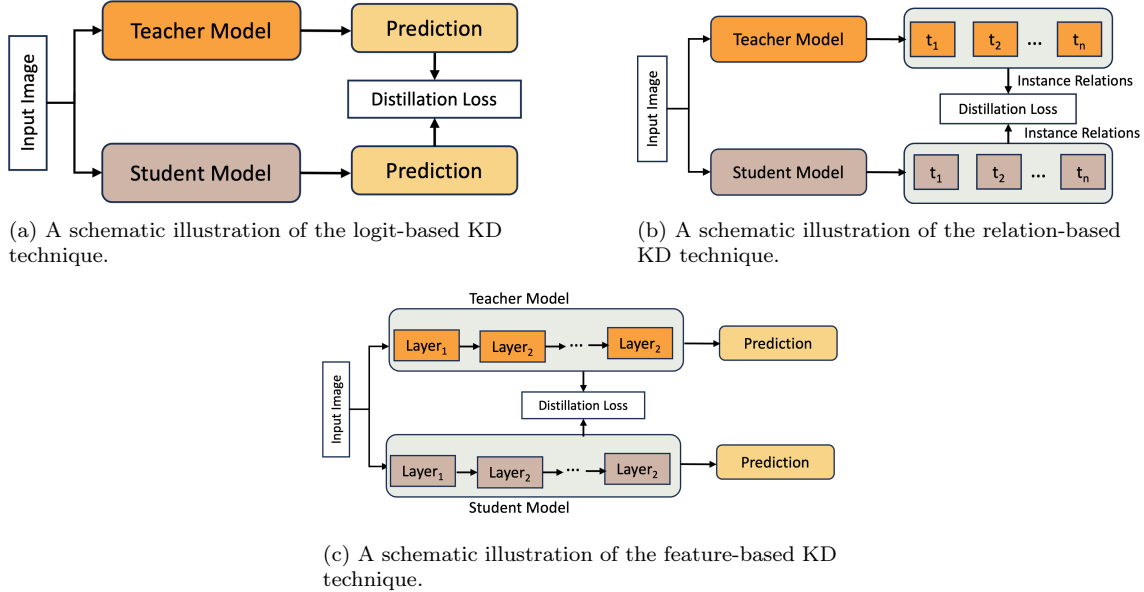 Input Image
Teacher Model
Prediction
Distillation Loss
Student Model
Prediction
(a) A schematic illustration of the logit-based KD
technique.
Input Image
Teacher Model
t1 t2 ... tn
Instance Relations
Distillation Loss
Instance Relations
Student Model
t1 t2 ... tn
(b) A schematic illustration of the relation-based
KD technique.
Teacher Model
Input Image
Layer1 Layer2 ... Layer2
Prediction
Distillation Loss
Layer1 Layer2 ... Layer2
Prediction
Student Model
(c) A schematic illustration of the feature-based KD
technique.